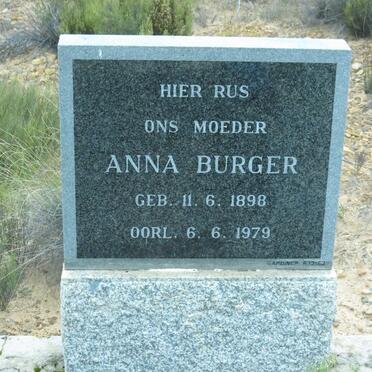 HIER RUS
ONS MOEDER
ANNA BURGER
GEB. 11. 6. 1898
OORL. 6. 6. 1979